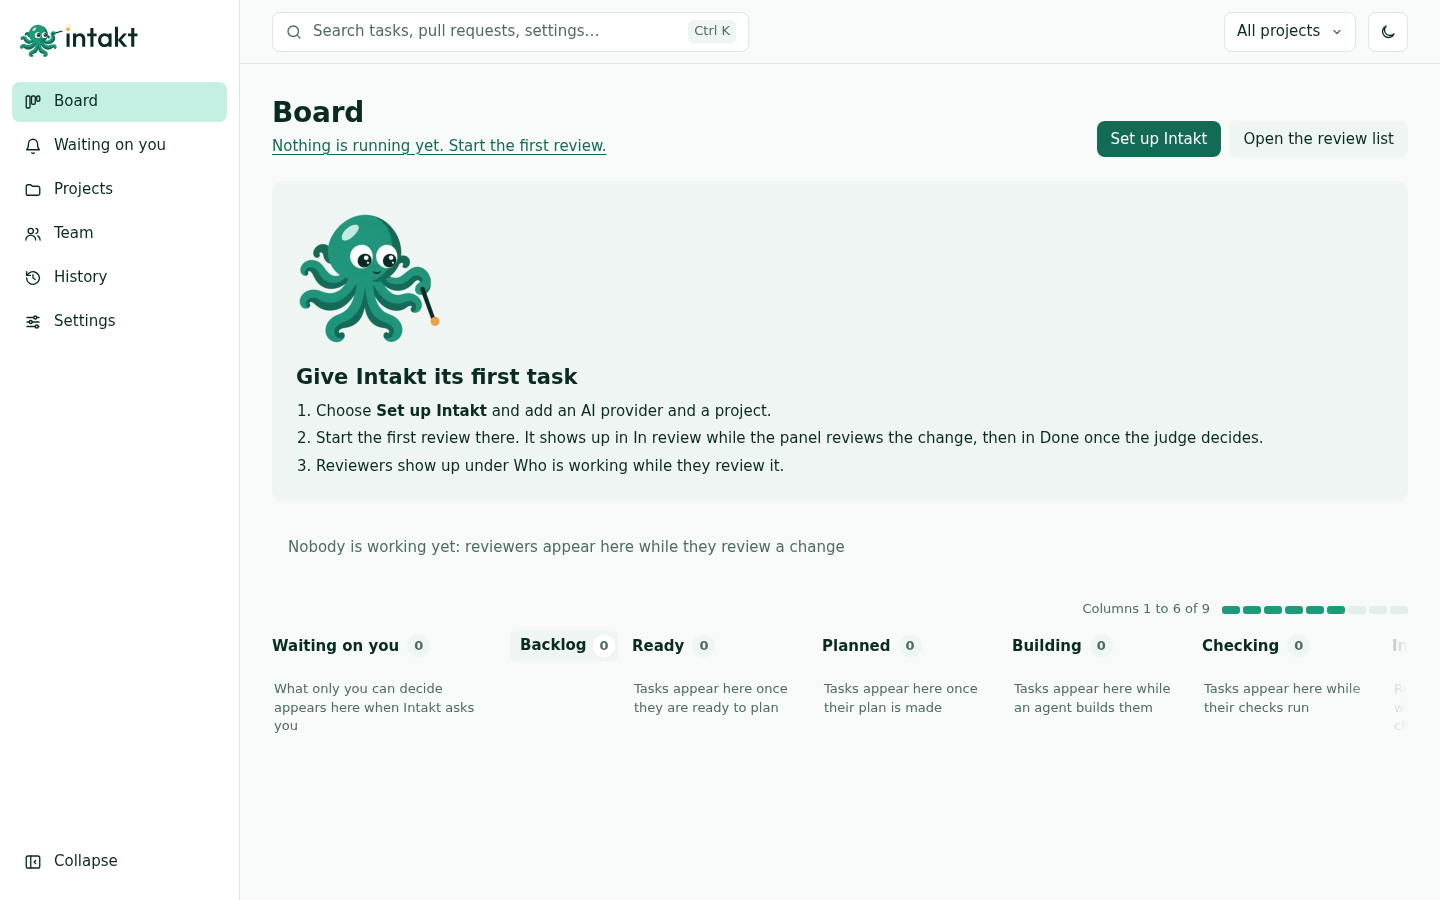 intakt
Search tasks, pull requests, settings...
Ctrl K
All projects
Board
Waiting on you
Projects
Team
History
Settings
Collapse
Board
Nothing is running yet. Start the first review.
Set up Intakt
Open the review list
Give Intakt its first task
1. Choose Set up Intakt and add an AI provider and a project.
2. Start the first review there. It shows up in In review while the panel reviews the change, then in Done once the judge decides.
3. Reviewers show up under Who is working while they review it.
Nobody is working yet: reviewers appear here while they review a change
Columns 1 to 6 of 9
Waiting on you 0
What only you can decide
appears here when Intakt asks
you
Backlog 0
Ready 0
Tasks appear here once
they are ready to plan
Planned 0
Tasks appear here once
their plan is made
Building 0
Tasks appear here while
an agent builds them
Checking 0
Tasks appear here while
their checks run